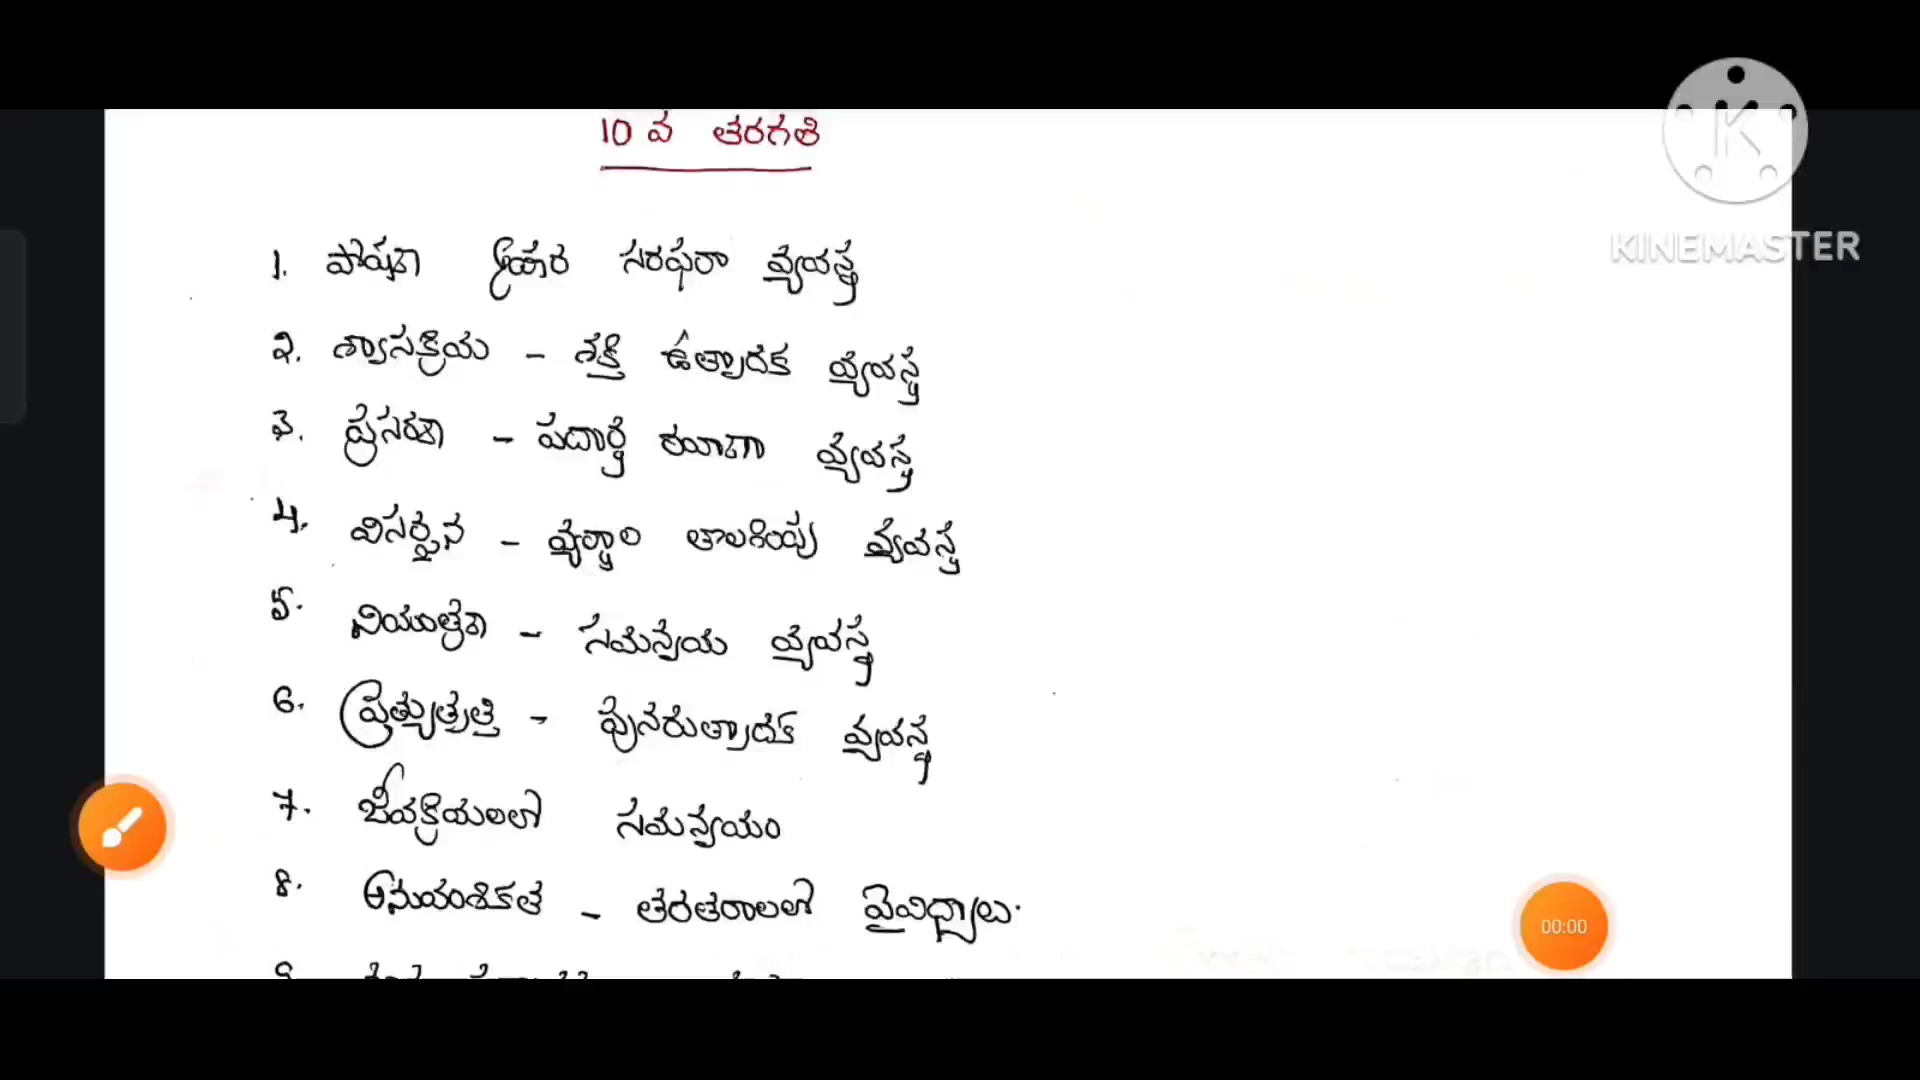 10 వ తరగతి
KINEMASTER
1. పోషణ ఆహార సరఫరా వ్యవస్థ
2. శ్వాసక్రియ - శక్తి ఉత్పాదక వ్యవస్థ
3. ప్రసరణ - పదార్థ రవాణా వ్యవస్థ
4. విసర్జన - వ్యర్థాల తొలగింపు వ్యవస్థ
5. నియంత్రణ - సమన్వయ వ్యవస్థ
6. ప్రత్యుత్పత్తి - పునరుత్పాదక వ్యవస్థ
7. జీవక్రియలలో సమన్వయం
8. అనువంశికత - తరతరాలలో వైవిధ్యాలు.
00:00